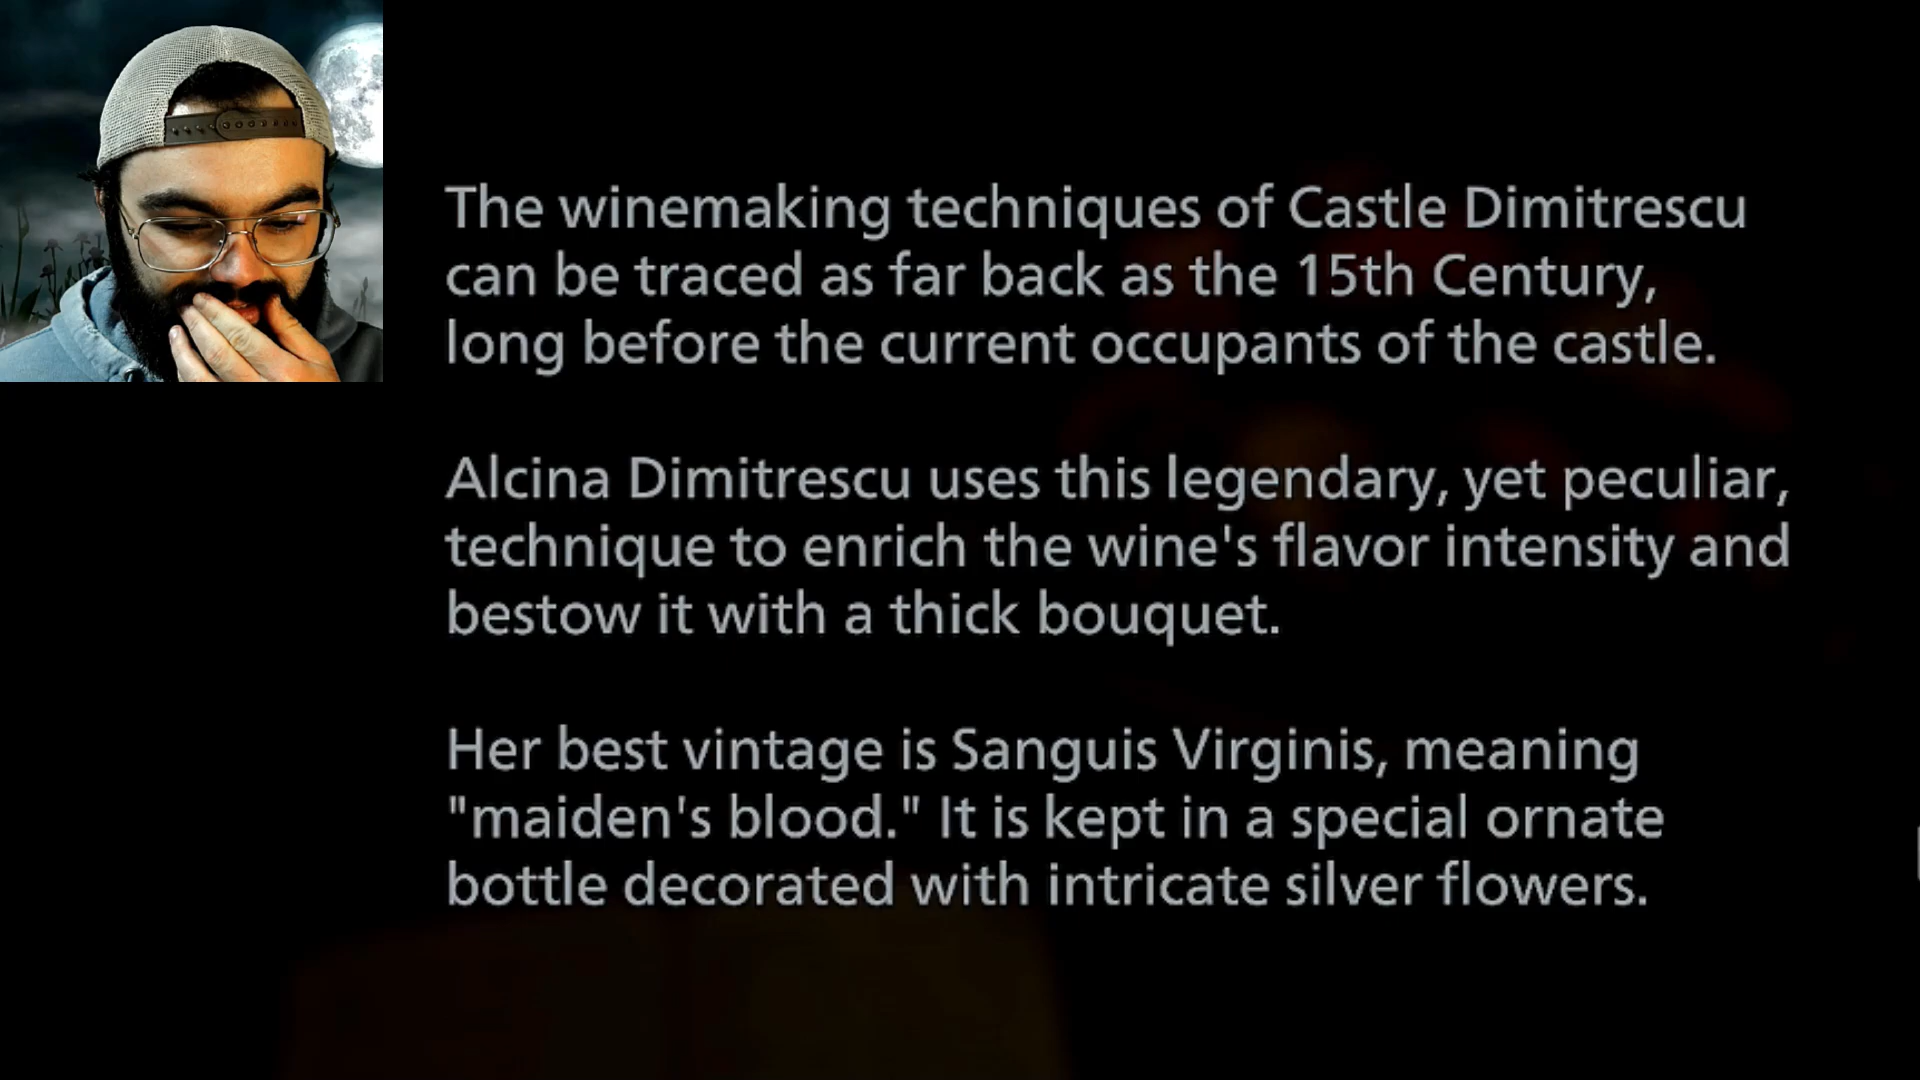 The winemaking techniques of Castle Dimitrescu
can be traced as far back as the 15th Century,
long before the current occupants of the castle.
Alcina Dimitrescu uses this legendary, yet peculiar,
technique to enrich the wine's flavor intensity and
bestow it with a thick bouquet.
Her best vintage is Sanguis Virginis, meaning
"maiden's blood." It is kept in a special ornate
bottle decorated with intricate silver flowers.